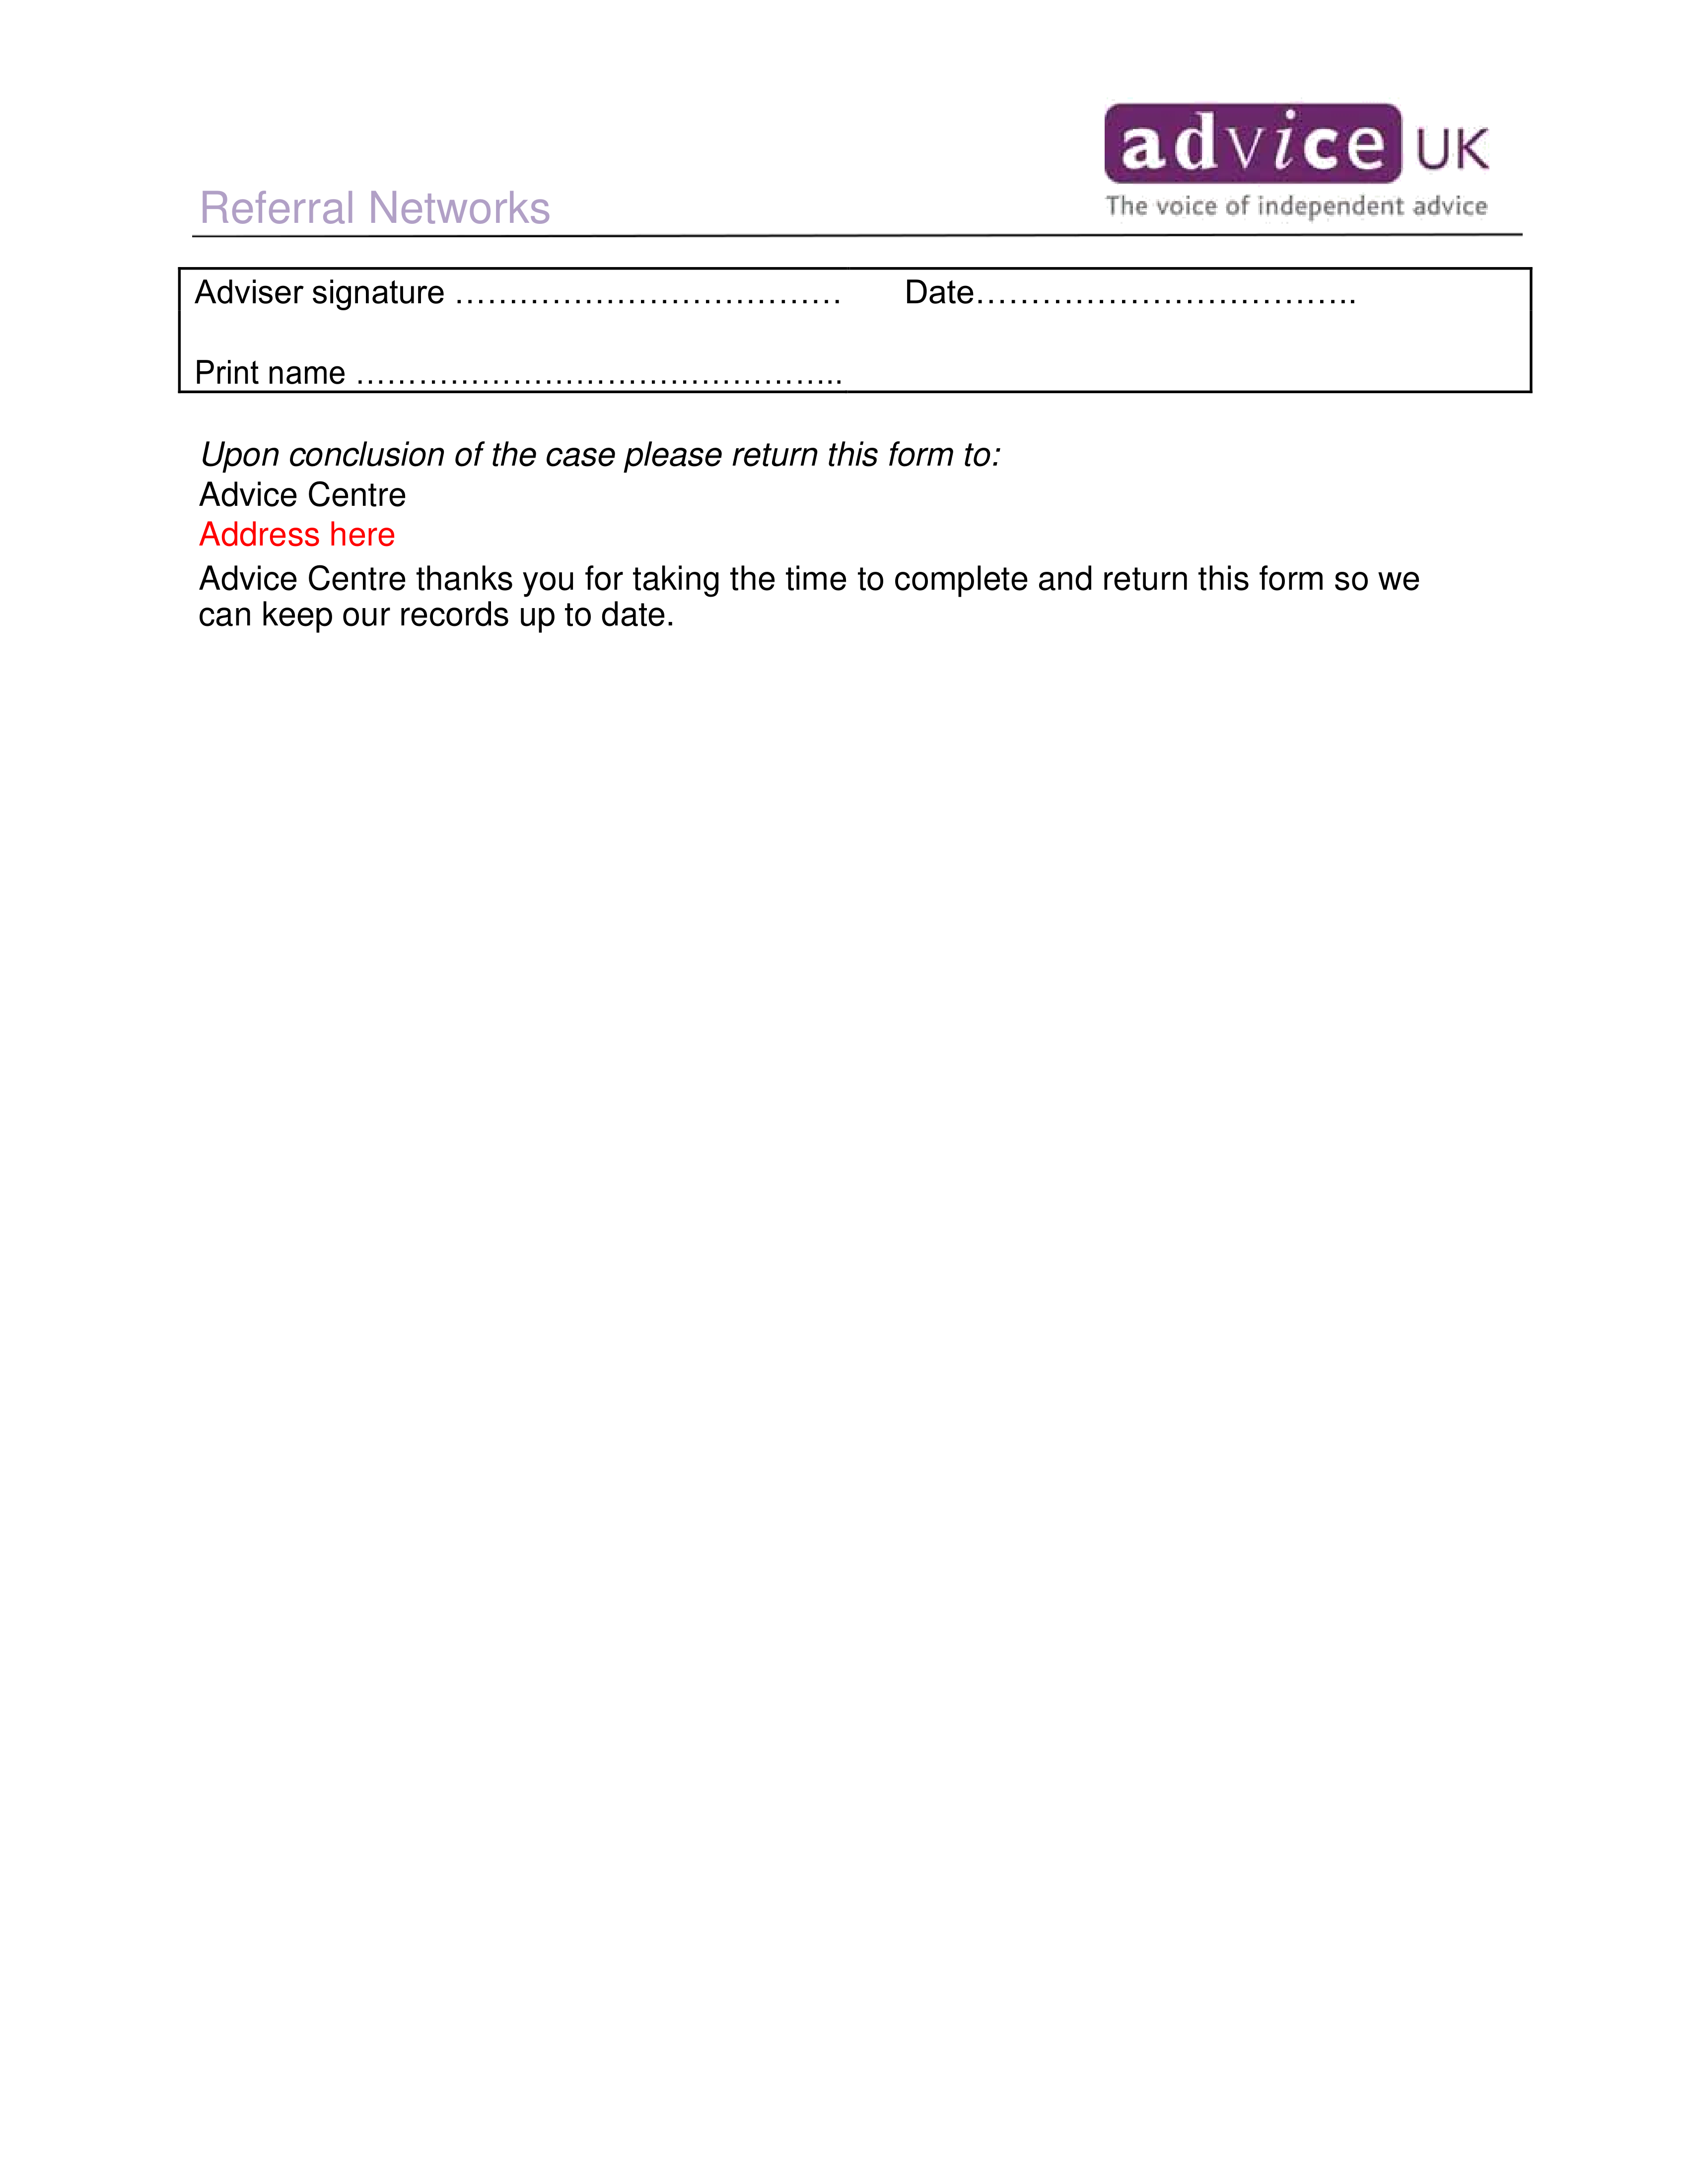 advice UK
The voice of independent advice
Referral Networks
Adviser signature ………………………………. Date……………………………..
Print name ……………………………………..
Upon conclusion of the case please return this form to:
Advice Centre
Address here
Advice Centre thanks you for taking the time to complete and return this form so we
can keep our records up to date.